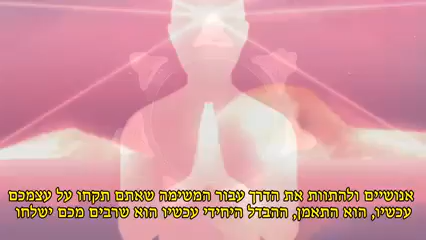 אנושיים ולהתוות את הדרך עבור המשימה שאתם תקחו על עצמכם
עכשיו, הוא התאמן, ההבדל היחידי עכשיו הוא שרבים מכם ישלחו